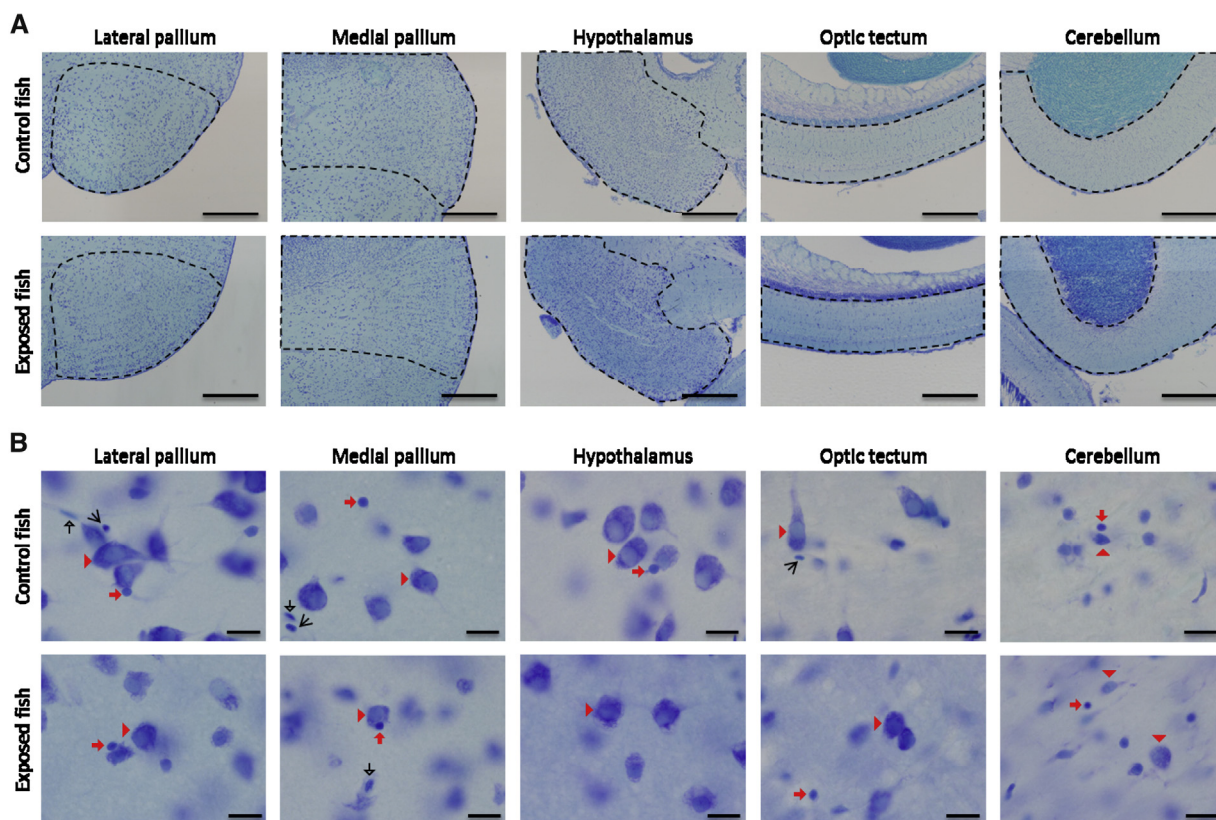 A
Lateral pallium Medial pallium Hypothalamus Optic tectum Cerebellum
Control fish
Exposed fish
B
Lateral pallium Medial pallium Hypothalamus Optic tectum Cerebellum
Control fish
Exposed fish